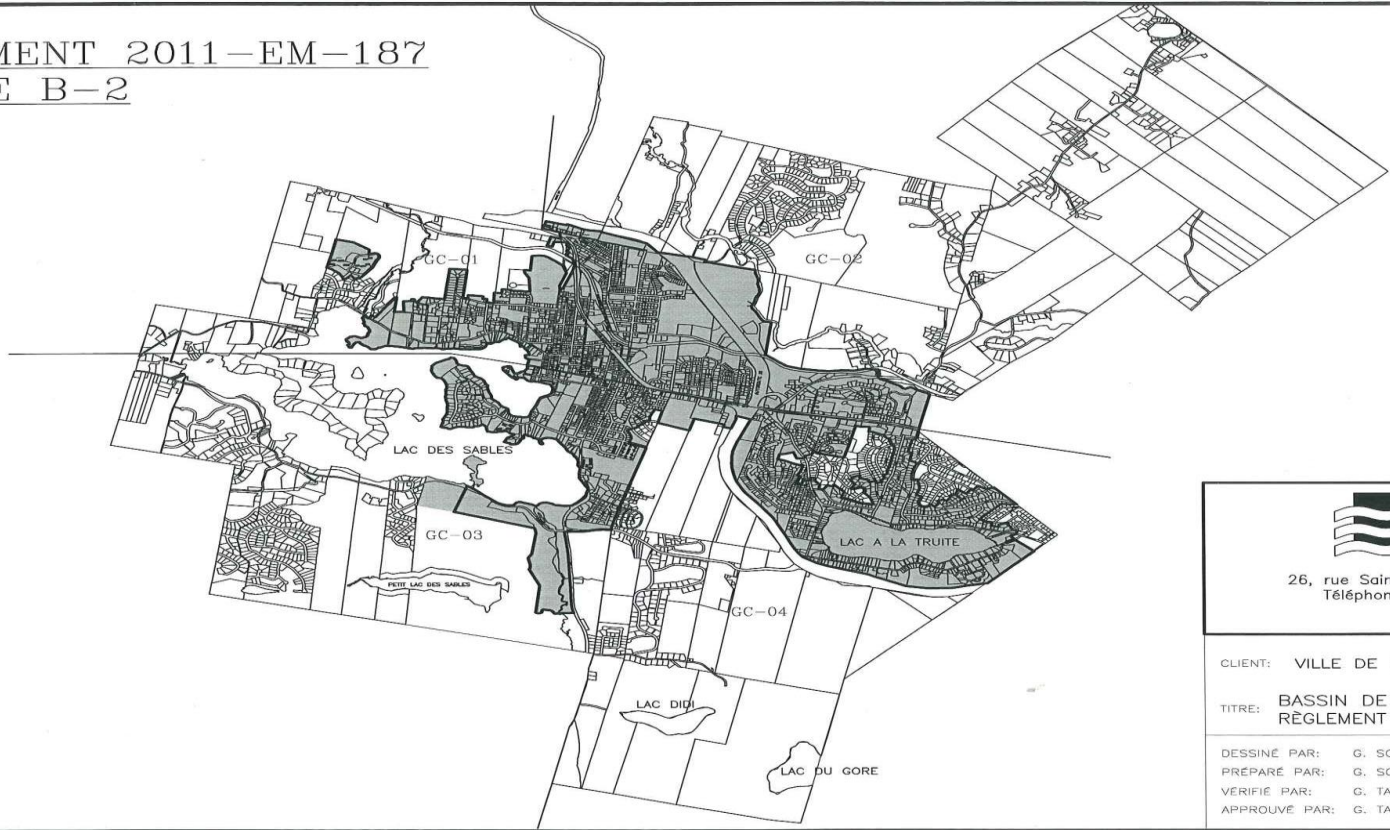 MENT 2011-EM-187
E B-2
GC-01
GC-02
LAC DES SABLES
GC-03
PETIT LAC DES SABLES
LAC A LA TRUITE
GC-04
LAC DIDI
LAC DU GORE
26, rue Sain
Téléphon
CLIENT: VILLE DE
TITRE: BASSIN DE
RÈGLEMENT
DESSINÉ PAR: G. SC
PRÉPARÉ PAR: G. SC
VÉRIFIÉ PAR: G. TA
APPROUVÉ PAR: G. TA